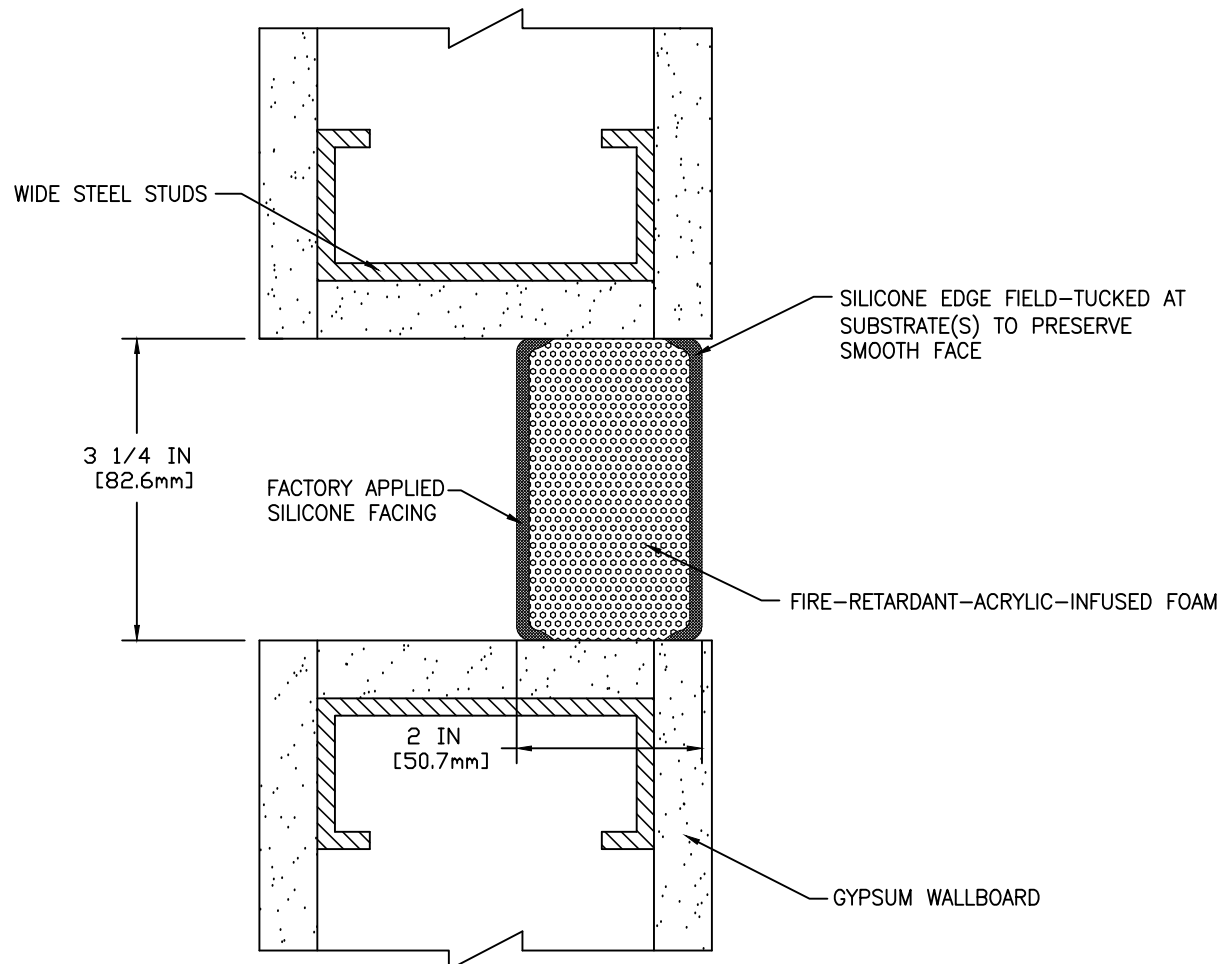 WIDE STEEL STUDS
SILICONE EDGE FIELD-TUCKED AT
SUBSTRATE(S) TO PRESERVE
SMOOTH FACE
3 1/4 IN
[82.6mm]
FACTORY APPLIED
SILICONE FACING
FIRE-RETARDANT-ACRYLIC-INFUSED FOAM
2 IN
[50.7mm]
GYPSUM WALLBOARD